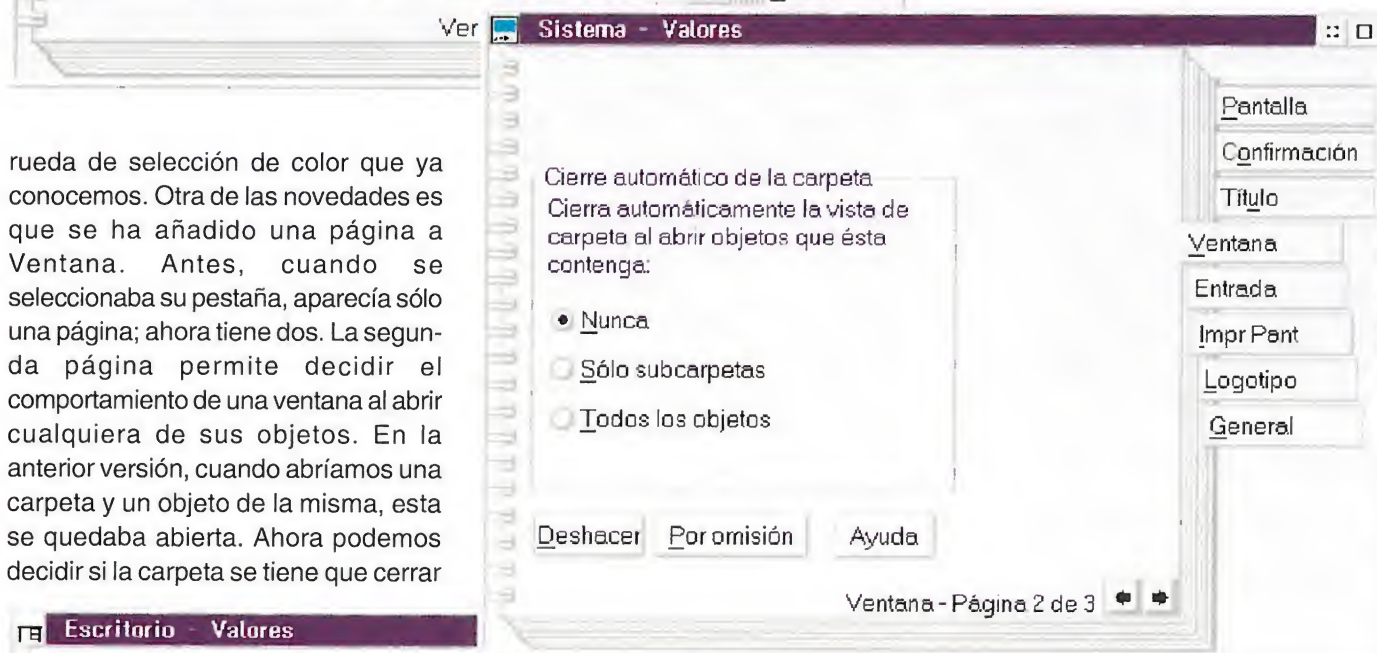 Ver
rueda de selección de color que ya
conocemos. Otra de las novedades es
que se ha añadido una página a
Ventana. Antes, cuando se
seleccionaba su pestaña, aparecía sólo
una página; ahora tiene dos. La segun-
da página permite decidir el
comportamiento de una ventana al abrir
cualquiera de sus objetos. En la
anterior versión, cuando abríamos una
carpeta y un objeto de la misma, esta
se quedaba abierta. Ahora podemos
decidir si la carpeta se tiene que cerrar
Escritorio - Valores
Sistema - Valores
Cierre automático de la carpeta
Cierra automáticamente la vista de
carpeta al abrir objetos que ésta
contenga:
Nunca
Sólo subcarpetas
Todos los objetos
Deshacer Por omisión Ayuda
Ventana - Página 2 de 3
Pantalla
Confirmación
Título
Ventana
Entrada
Impr Pant
Logotipo
General